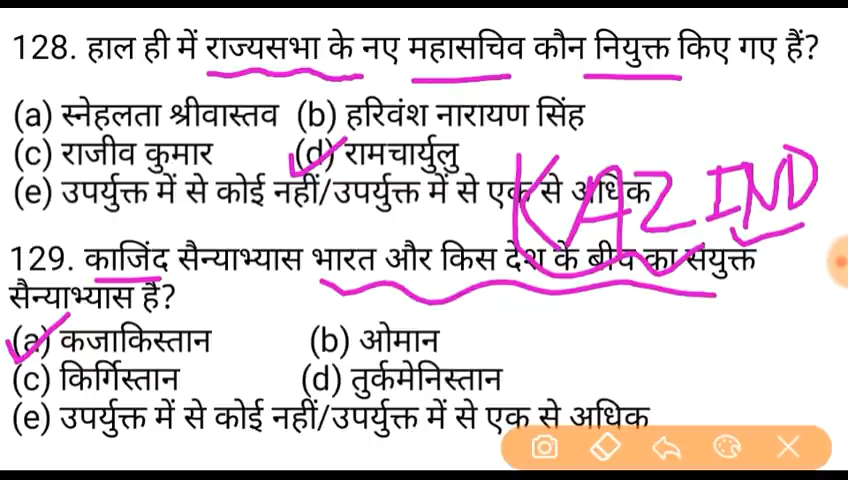 128. हाल ही में राज्यसभा के नए महासचिव कौन नियुक्त किए गए हैं?
(a) स्नेहलता श्रीवास्तव (b) हरिवंश नारायण सिंह
(c) राजीव कुमार (d) रामचार्युलु
(e) उपर्युक्त में से कोई नहीं/उपर्युक्त में से एक से अधिक
KAZIND
129. काजिंद सैन्याभ्यास भारत और किस देश के बीच का संयुक्त
सैन्याभ्यास है?
(a) कजाकिस्तान (b) ओमान
(c) किर्गिस्तान (d) तुर्कमेनिस्तान
(e) उपर्युक्त में से कोई नहीं/उपर्युक्त में से एक से अधिक